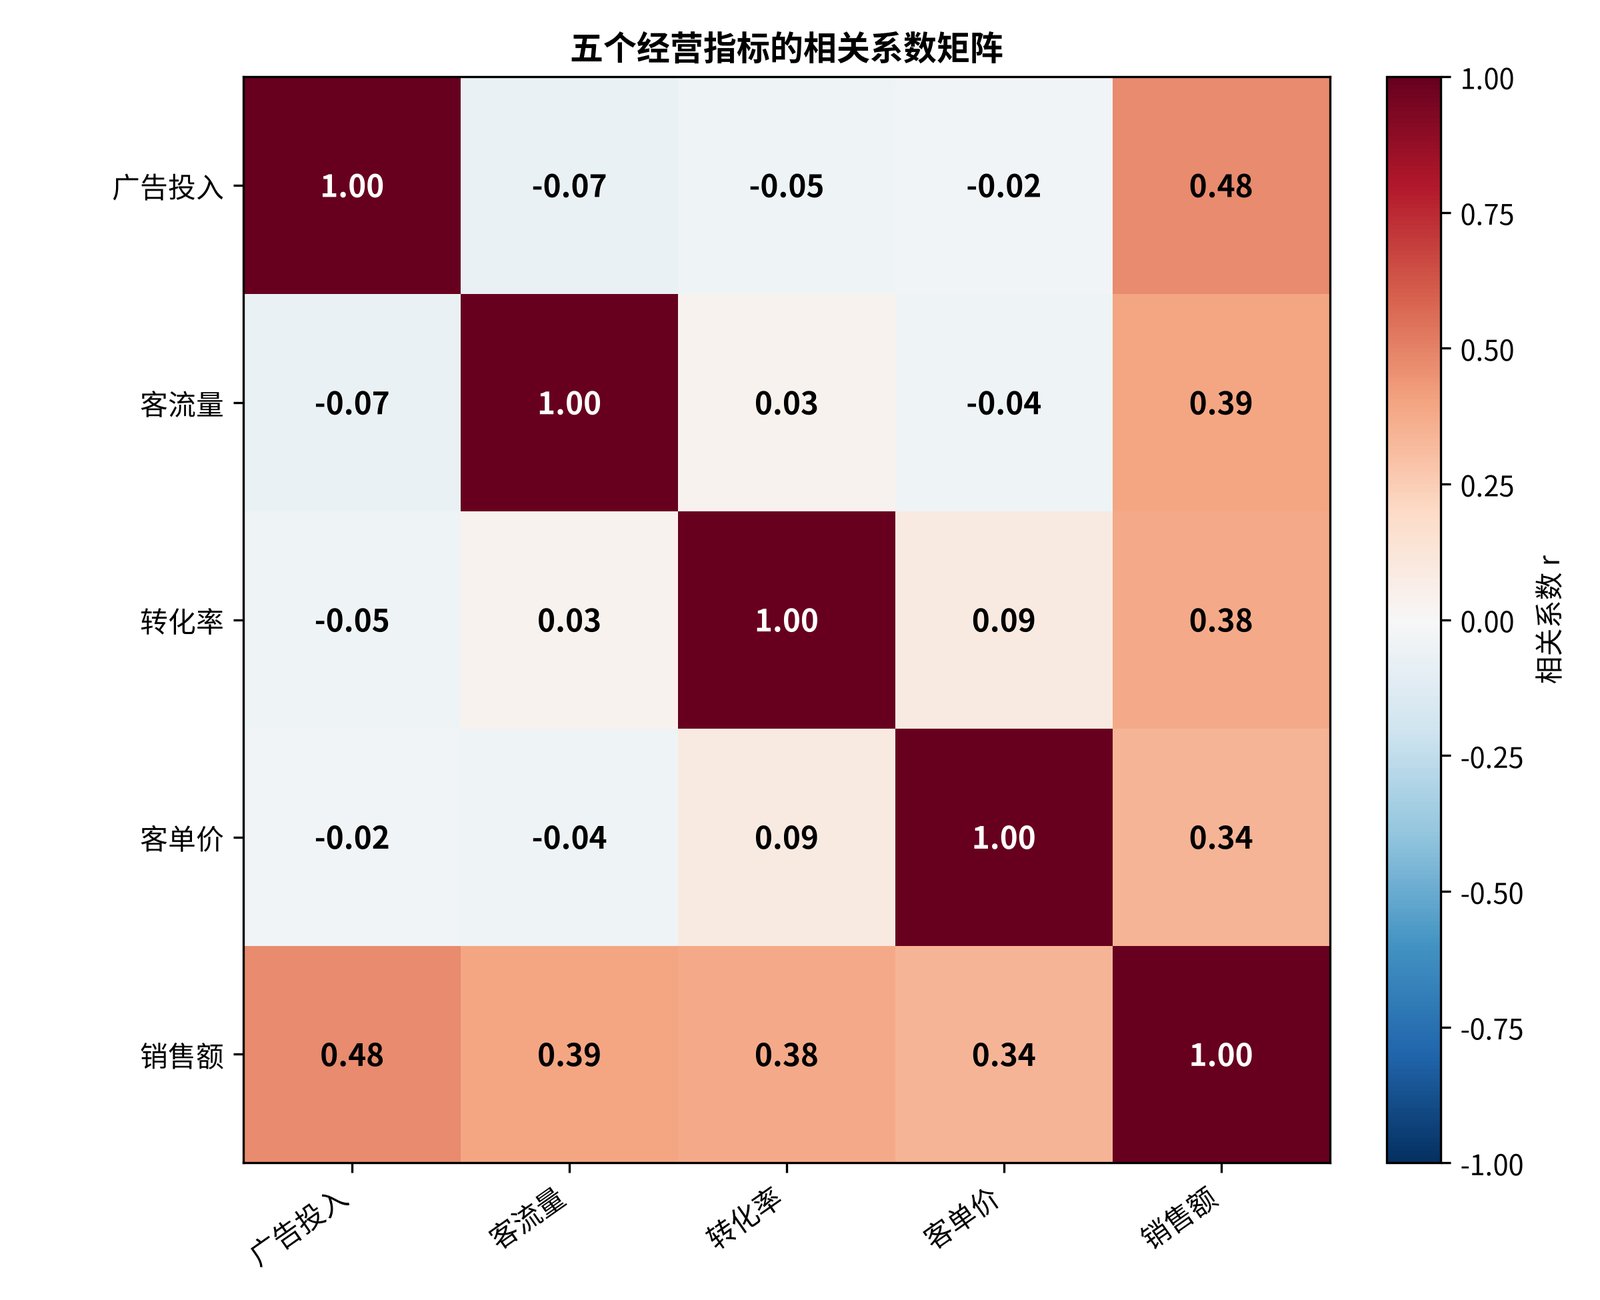 五个经营指标的相关系数矩阵
广告投入 1.00 -0.07 -0.05 -0.02 0.48
客流量 -0.07 1.00 0.03 -0.04 0.39
转化率 -0.05 0.03 1.00 0.09 0.38
客单价 -0.02 -0.04 0.09 1.00 0.34
销售额 0.48 0.39 0.38 0.34 1.00
广告投入 客流量 转化率 客单价 销售额
1.00
0.75
0.50
0.25
0.00
-0.25
-0.50
-0.75
-1.00
相关系数 r